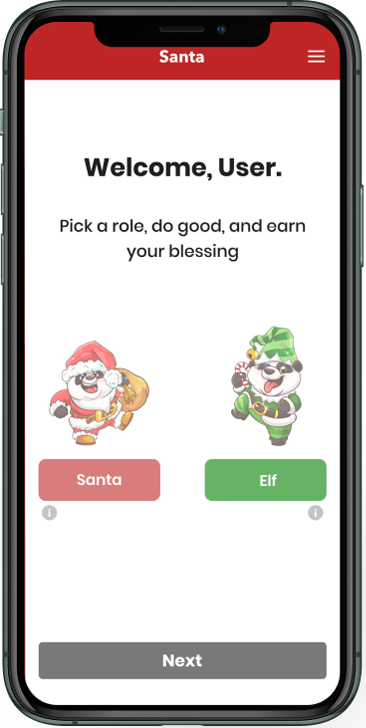 Santa
Welcome, User.
Pick a role, do good, and earn
your blessing
Santa
Elf
i
i
Next